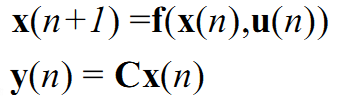 x(n+1) =f(x(n),u(n))
y(n) = Cx(n)